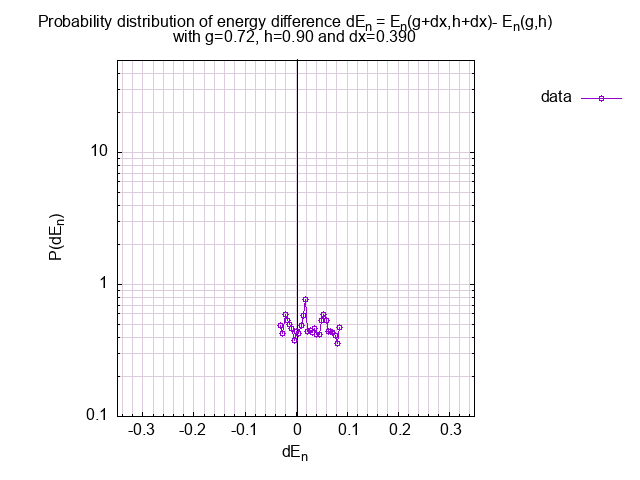 Probability distribution of energy difference dEn = En(g+dx,h+dx)- En(g,h)
with g=0.72, h=0.90 and dx=0.390
data
10
1
0.1
P(dEn)
-0.3 -0.2 -0.1 0 0.1 0.2 0.3
dEn